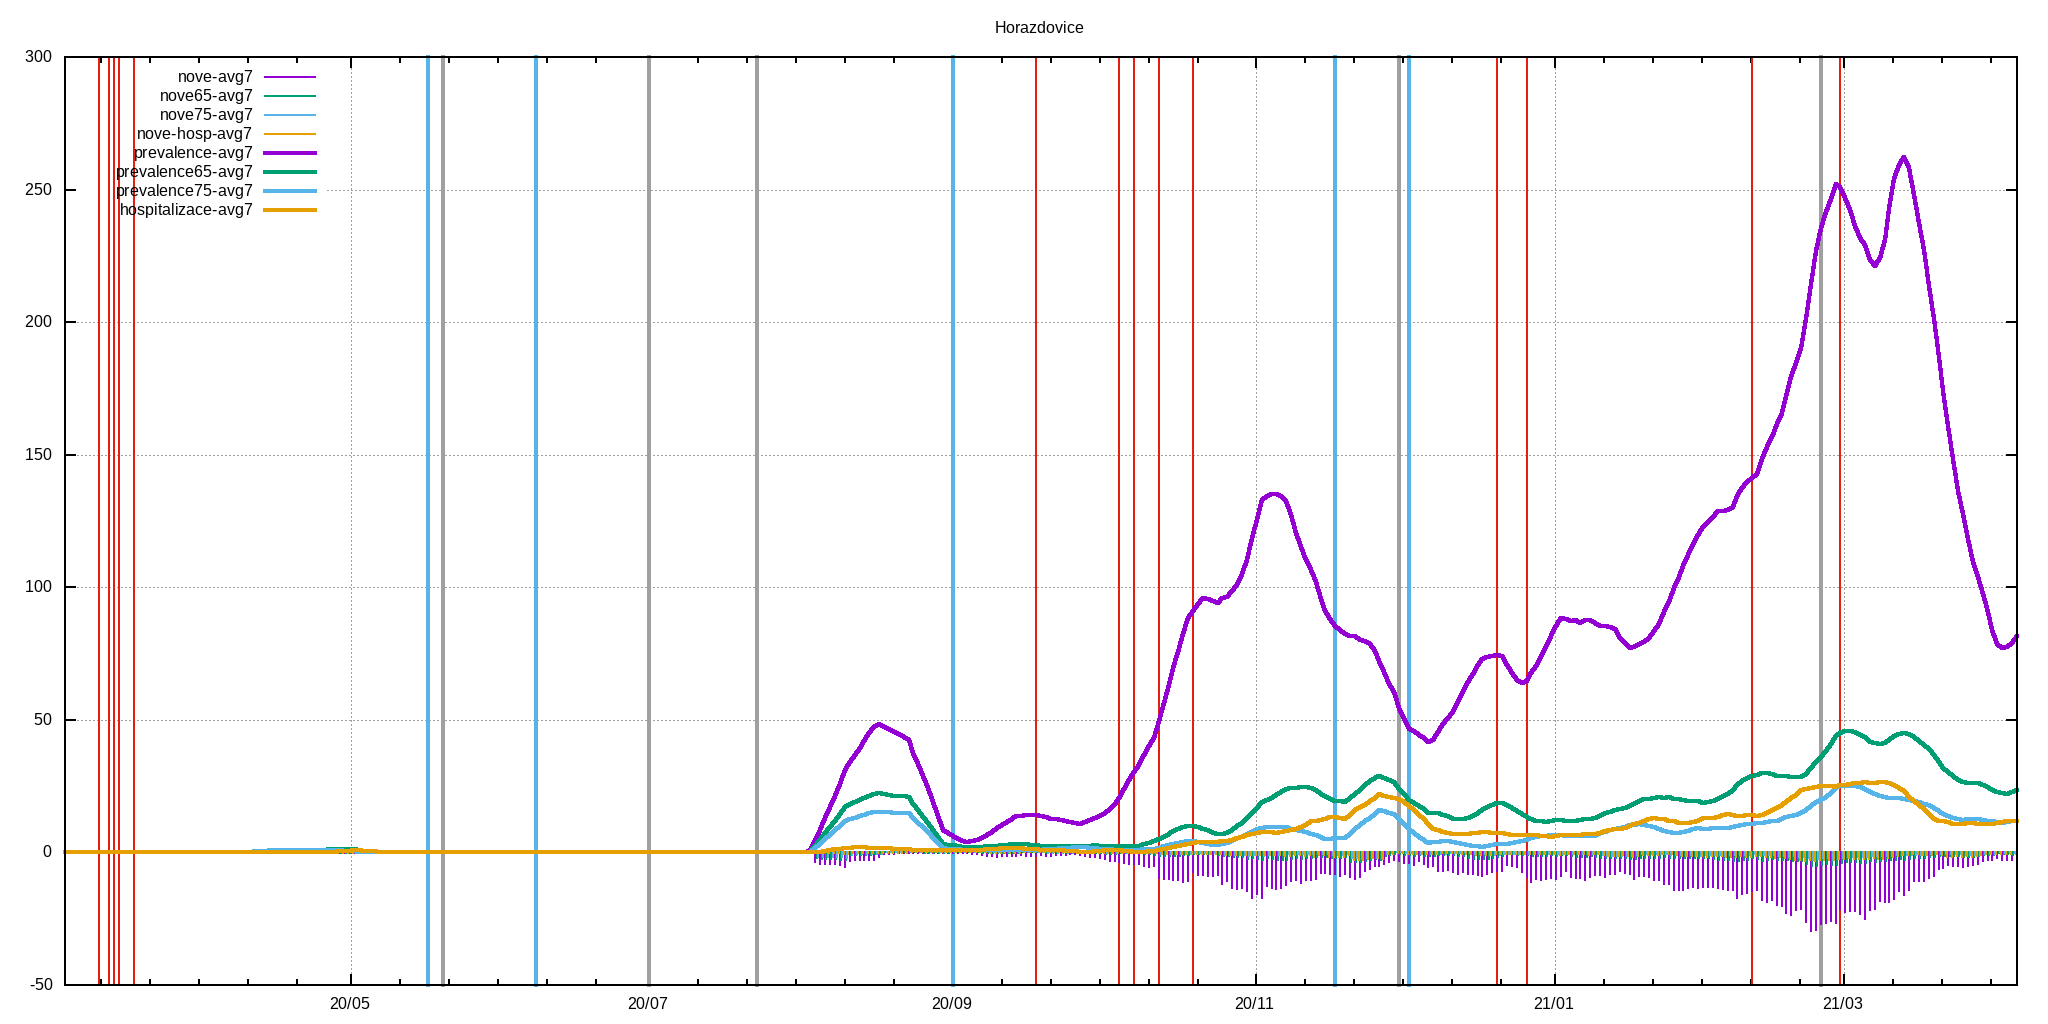 Horazdovice
300
250
200
150
100
50
0
-50
nove-avg7
nove65-avg7
nove75-avg7
nove-hosp-avg7
prevalence-avg7
prevalence65-avg7
prevalence75-avg7
hospitalizace-avg7
20/05 20/07 20/09 20/11 21/01 21/03